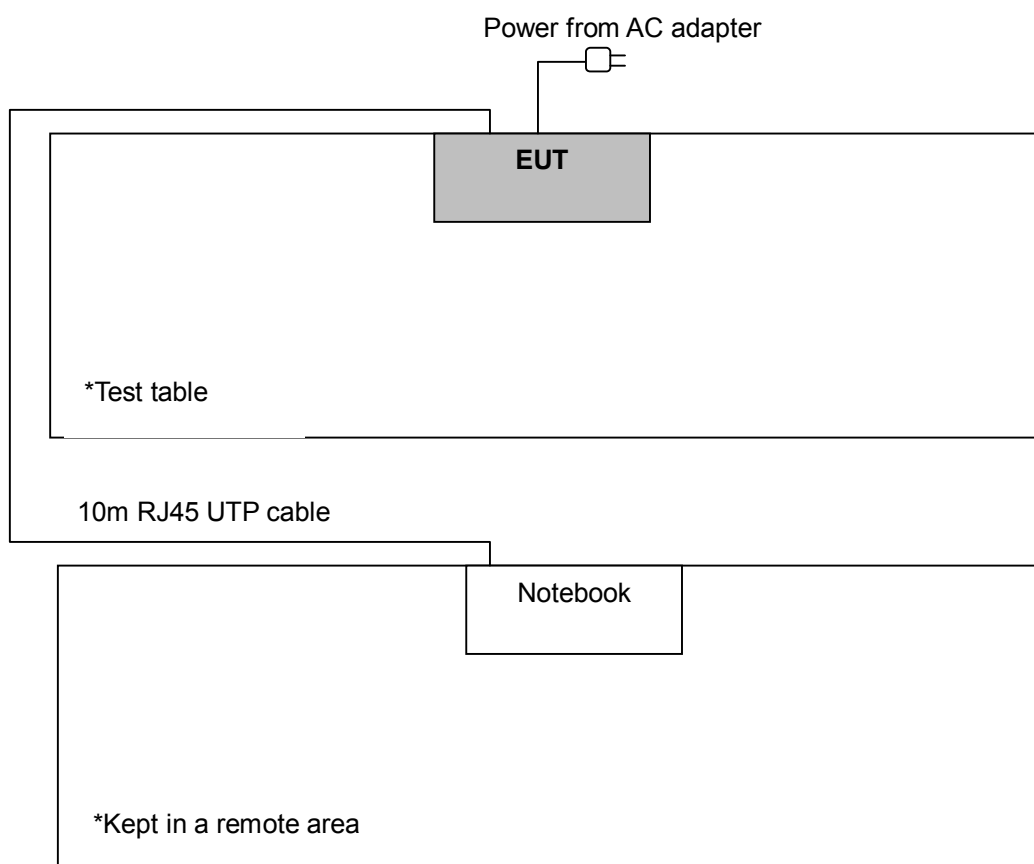 Power from AC adapter
EUT
*Test table
10m RJ45 UTP cable
Notebook
*Kept in a remote area